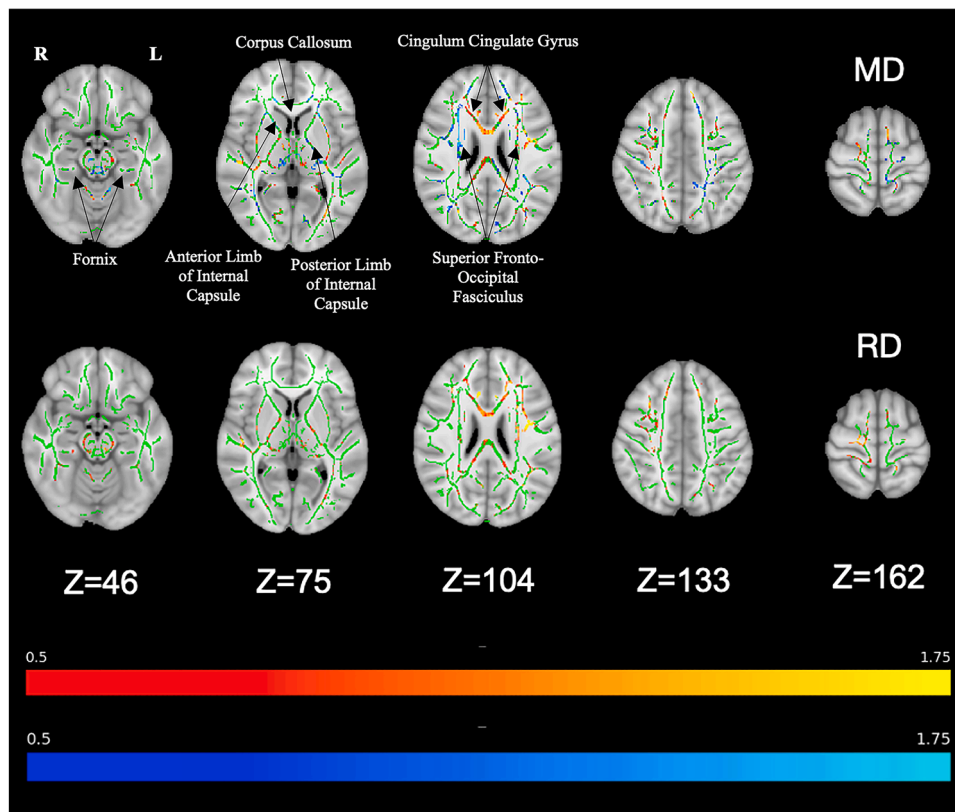 Corpus Callosum
Cingulum Cingulate Gyrus
R
L
MD
Fornix
Anterior Limb
of Internal
Capsule
Posterior Limb
of Internal
Capsule
Superior Fronto-
Occipital
Fasciculus
RD
Z=46
Z=75
Z=104
Z=133
Z=162
0.5
1.75
0.5
1.75